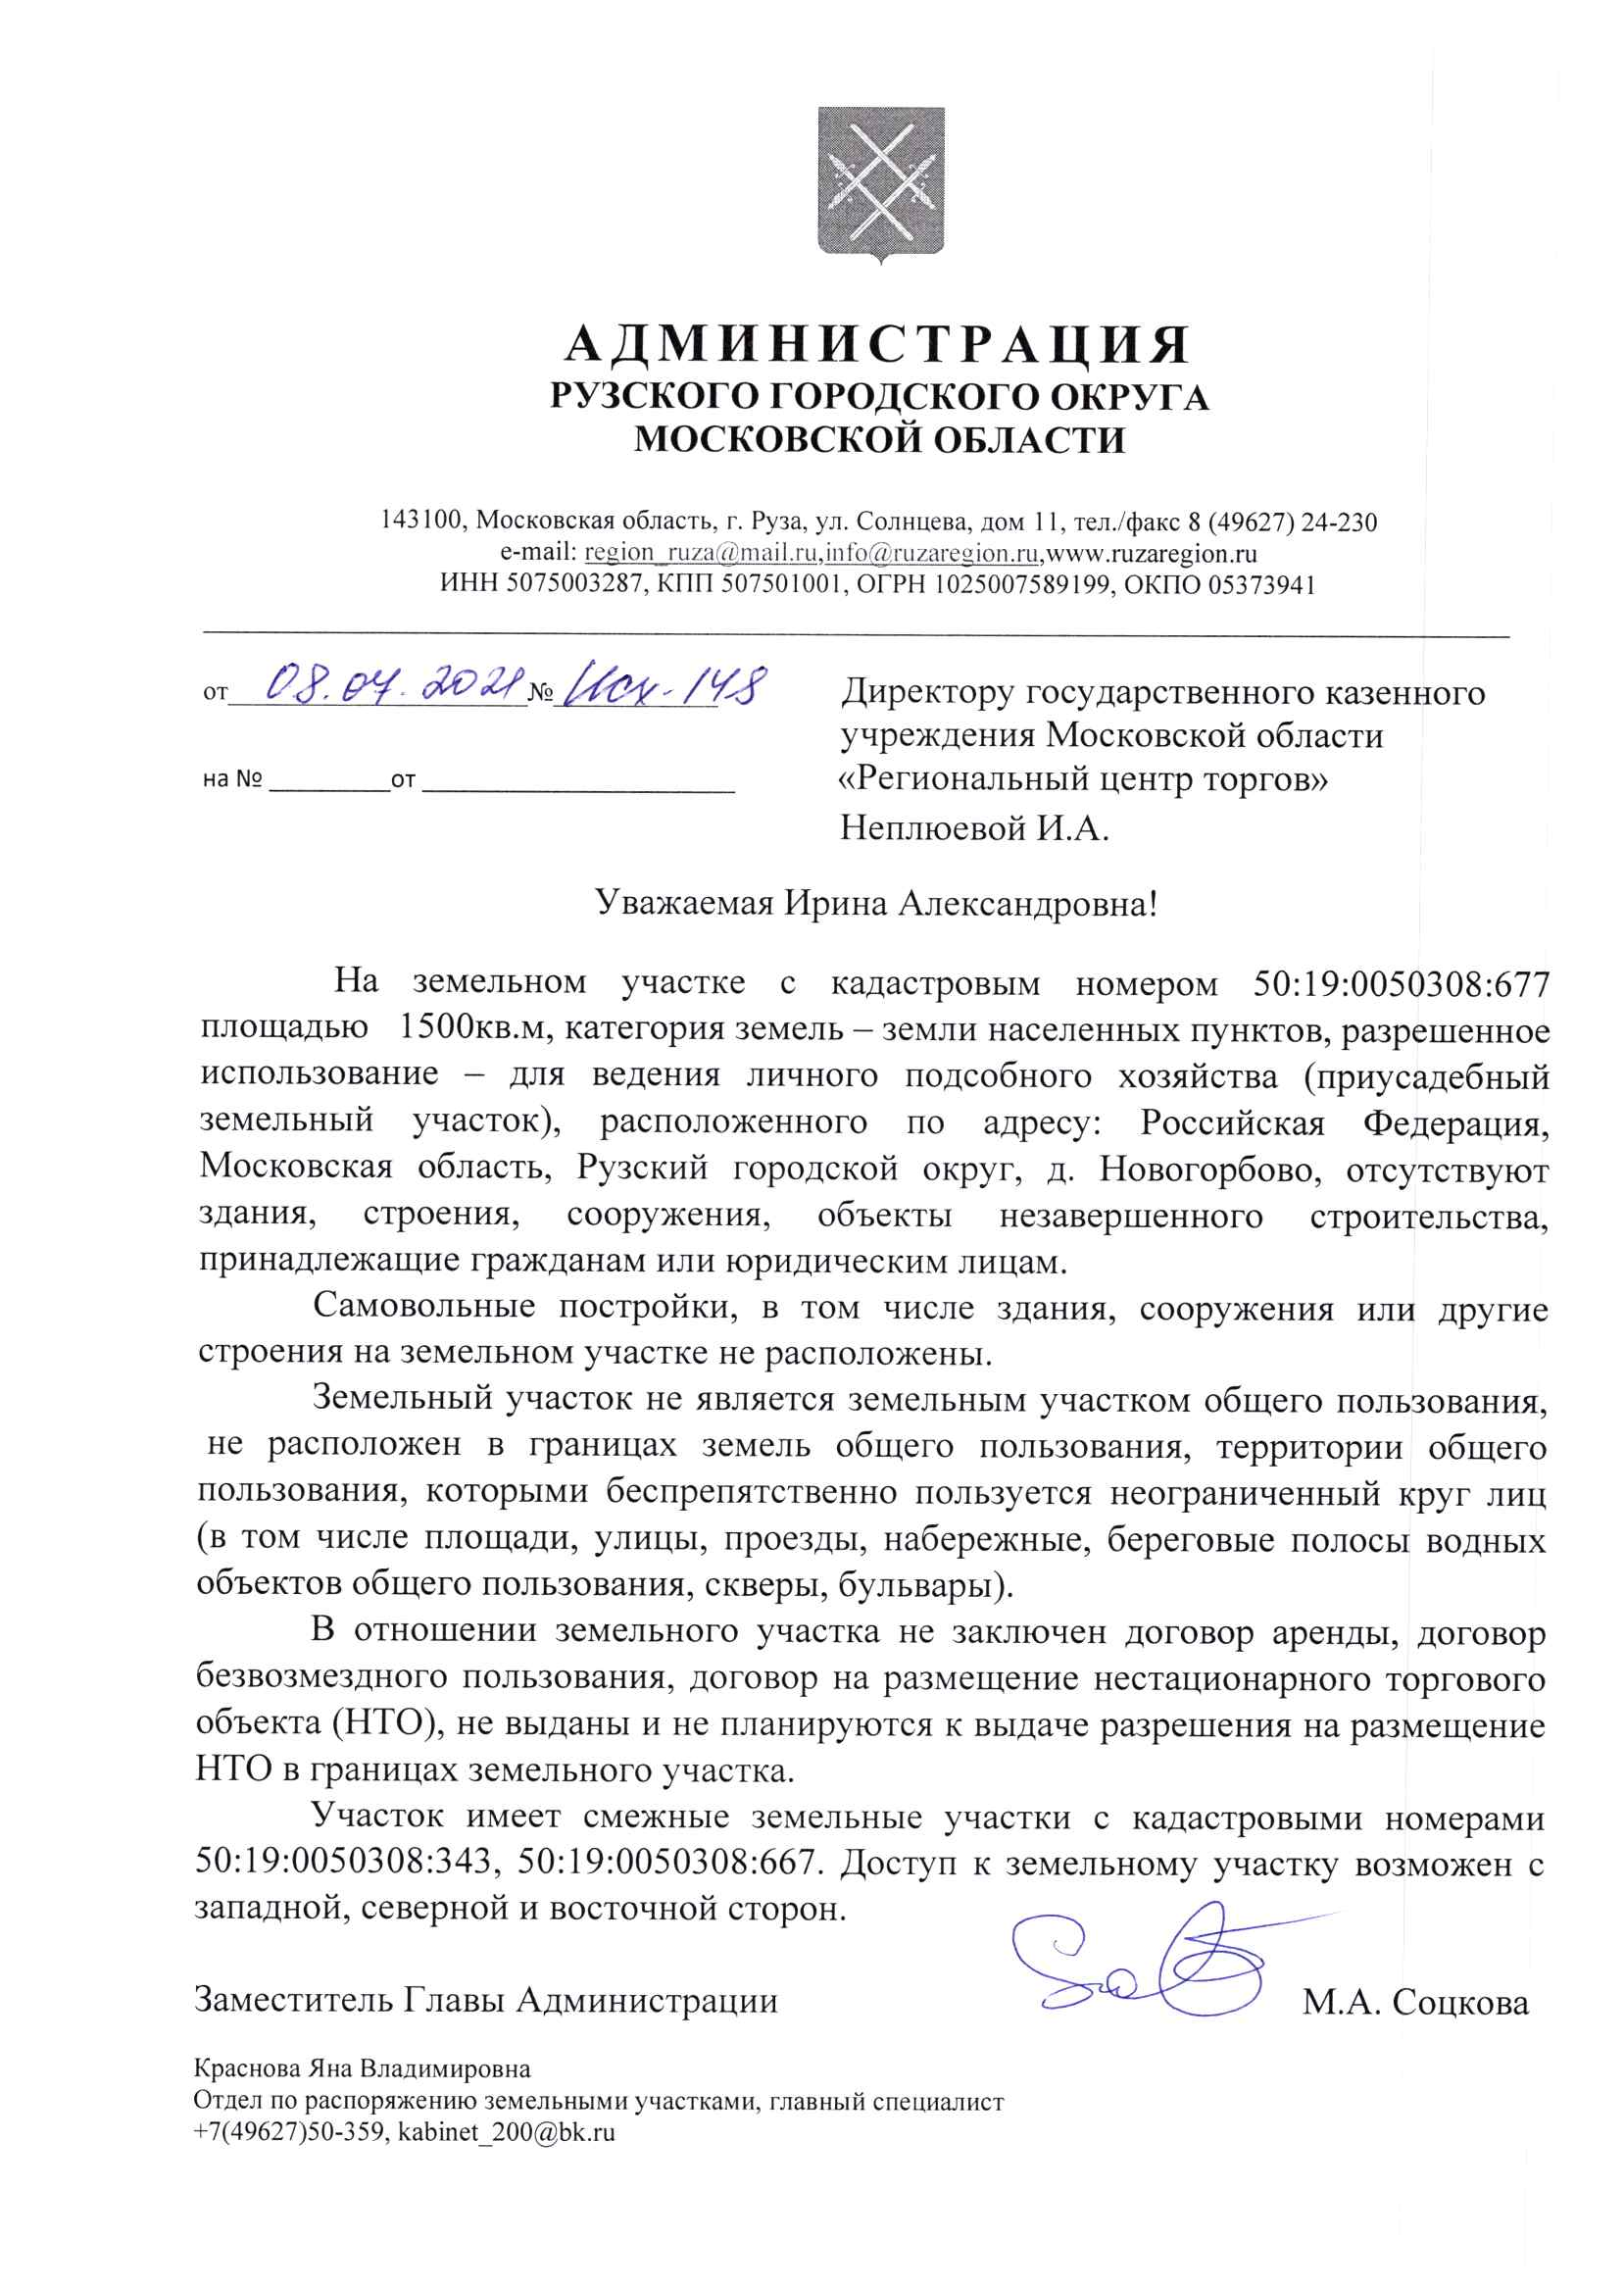 АДМИНИСТРАЦИЯ
РУЗСКОГО ГОРОДСКОГО ОКРУГА
МОСКОВСКОЙ ОБЛАСТИ
143100, Московская область, г. Руза, ул. Солнцева, дом 11, тел./факс 8 (49627) 24-230
e-mail: region_ruza@mail.ru,info@ruzaregion.ru,www.ruzaregion.ru
ИНН 5075003287, КПП 507501001, ОГРН 1025007589199, ОКПО 05373941
от 08.07.2021 № Исх-148
на № _________от _______________________
Директору государственного казенного
учреждения Московской области
«Региональный центр торгов»
Неплюевой И.А.
Уважаемая Ирина Александровна!
На земельном участке с кадастровым номером 50:19:0050308:677
площадью 1500кв.м, категория земель – земли населенных пунктов, разрешенное
использование – для ведения личного подсобного хозяйства (приусадебный
земельный участок), расположенного по адресу: Российская Федерация,
Московская область, Рузский городской округ, д. Новогорбово, отсутствуют
здания, строения, сооружения, объекты незавершенного строительства,
принадлежащие гражданам или юридическим лицам.
Самовольные постройки, в том числе здания, сооружения или другие
строения на земельном участке не расположены.
Земельный участок не является земельным участком общего пользования,
не расположен в границах земель общего пользования, территории общего
пользования, которыми беспрепятственно пользуется неограниченный круг лиц
(в том числе площади, улицы, проезды, набережные, береговые полосы водных
объектов общего пользования, скверы, бульвары).
В отношении земельного участка не заключен договор аренды, договор
безвозмездного пользования, договор на размещение нестационарного торгового
объекта (НТО), не выданы и не планируются к выдаче разрешения на размещение
НТО в границах земельного участка.
Участок имеет смежные земельные участки с кадастровыми номерами
50:19:0050308:343, 50:19:0050308:667. Доступ к земельному участку возможен с
западной, северной и восточной сторон.
Заместитель Главы Администрации
М.А. Соцкова
Краснова Яна Владимировна
Отдел по распоряжению земельными участками, главный специалист
+7(49627)50-359, kabinet_200@bk.ru